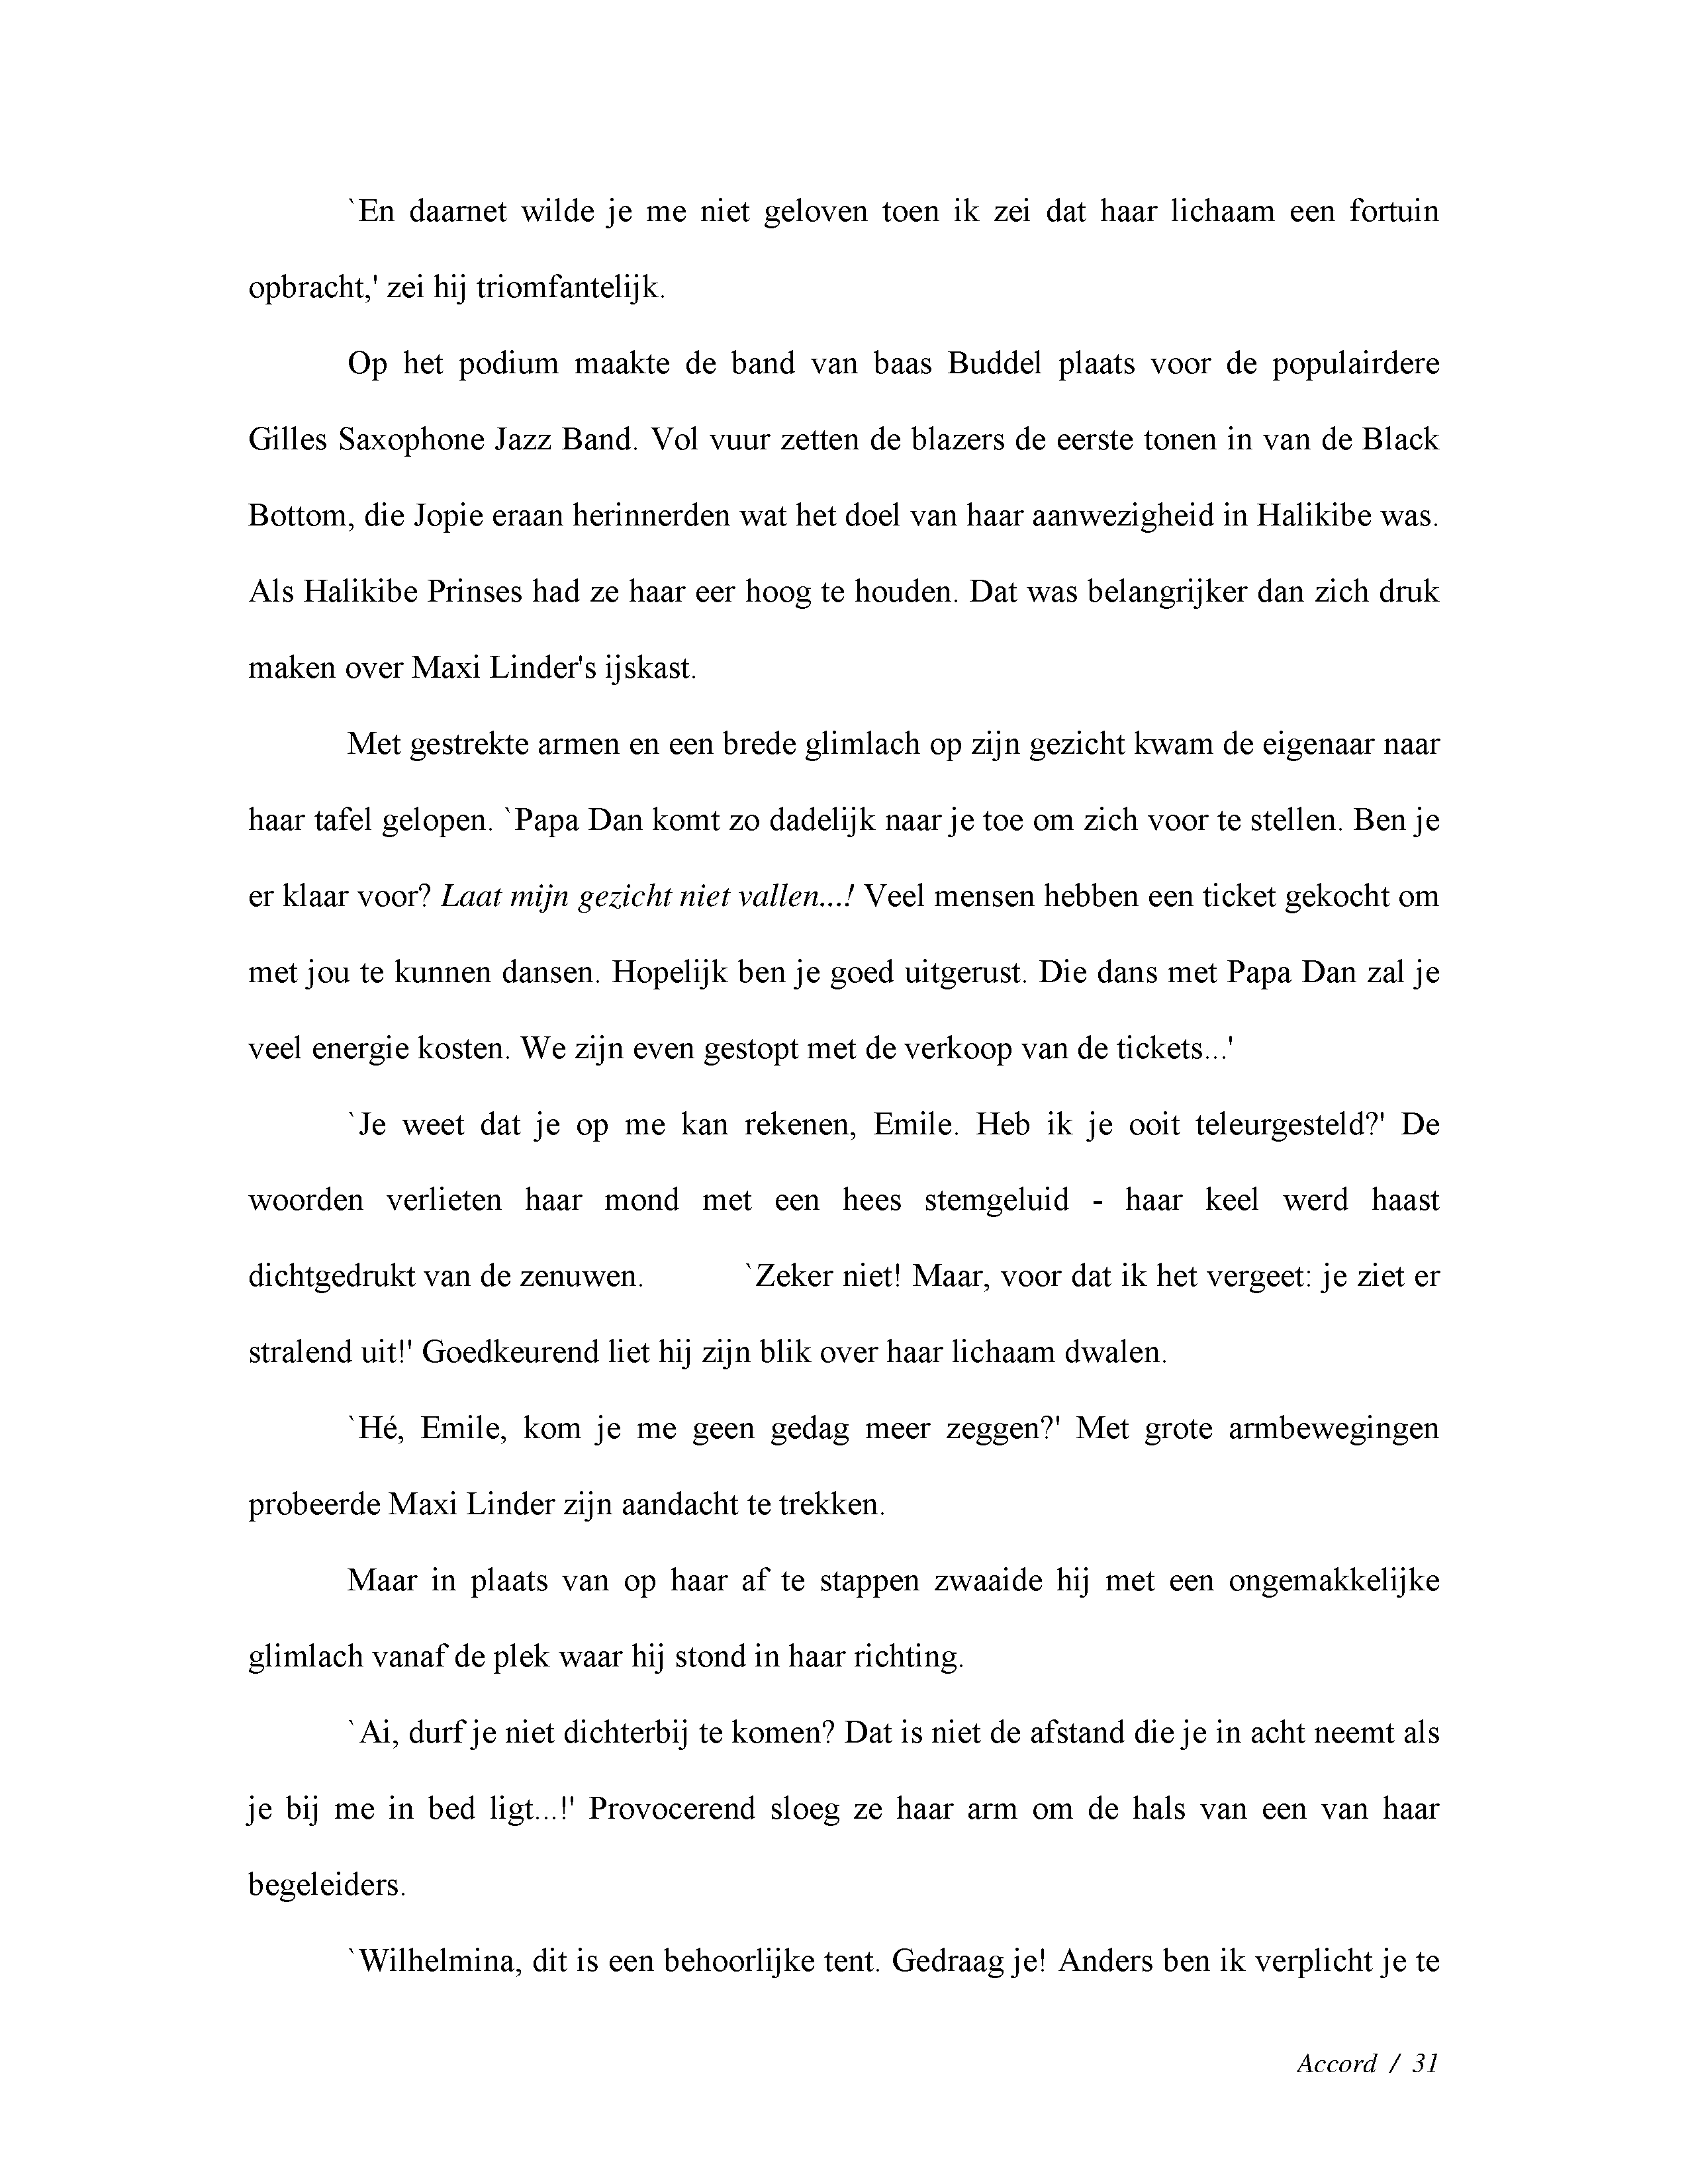 `En daarnet wilde je me niet geloven toen ik zei dat haar lichaam een fortuin
opbracht,' zei hij triomfantelijk.
Op het podium maakte de band van baas Buddel plaats voor de populairdere
Gilles Saxophone Jazz Band. Vol vuur zetten de blazers de eerste tonen in van de Black
Bottom, die Jopie eraan herinnerden wat het doel van haar aanwezigheid in Halikibe was.
Als Halikibe Prinses had ze haar eer hoog te houden. Dat was belangrijker dan zich druk
maken over Maxi Linder's ijskast.
Met gestrekte armen en een brede glimlach op zijn gezicht kwam de eigenaar naar
haar tafel gelopen. `Papa Dan komt zo dadelijk naar je toe om zich voor te stellen. Ben je
er klaar voor? Laat mijn gezicht niet vallen...! Veel mensen hebben een ticket gekocht om
met jou te kunnen dansen. Hopelijk ben je goed uitgerust. Die dans met Papa Dan zal je
veel energie kosten. We zijn even gestopt met de verkoop van de tickets...'
`Je weet dat je op me kan rekenen, Emile. Heb ik je ooit teleurgesteld?' De
woorden verlieten haar mond met een hees stemgeluid - haar keel werd haast
dichtgedrukt van de zenuwen. `Zeker niet! Maar, voor dat ik het vergeet: je ziet er
stralend uit!' Goedkeurend liet hij zijn blik over haar lichaam dwalen.
`Hé, Emile, kom je me geen gedag meer zeggen?' Met grote armbewegingen
probeerde Maxi Linder zijn aandacht te trekken.
Maar in plaats van op haar af te stappen zwaaide hij met een ongemakkelijke
glimlach vanaf de plek waar hij stond in haar richting.
`Ai, durf je niet dichterbij te komen? Dat is niet de afstand die je in acht neemt als
je bij me in bed ligt...!' Provocerend sloeg ze haar arm om de hals van een van haar
begeleiders.
`Wilhelmina, dit is een behoorlijke tent. Gedraag je! Anders ben ik verplicht je te
Accord / 31